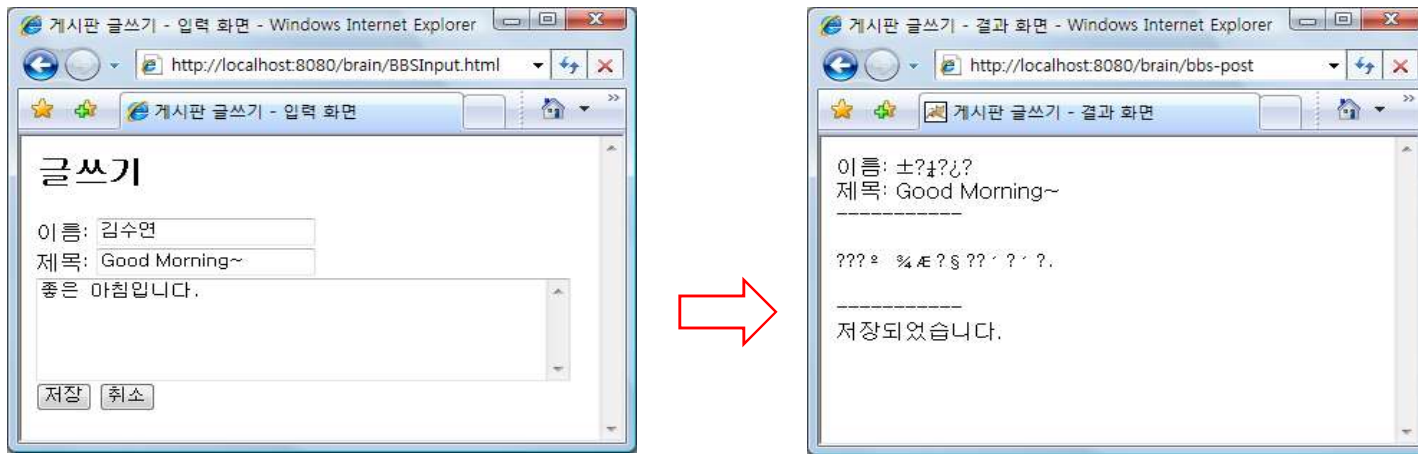 게시판 글쓰기 - 입력 화면 - Windows Internet Explorer
http://localhost:8080/brain/BBSInput.html
게시판 글쓰기 - 입력 화면
글쓰기
이름: 김수연
제목: Good Morning~
좋은 아침입니다.
저장 취소
게시판 글쓰기 - 결과 화면 - Windows Internet Explorer
http://localhost:8080/brain/bbs-post
게시판 글쓰기 - 결과 화면
이름: ±?‡?¿?
제목: Good Morning~
-----------
???º ¾Æ?§??´?´?.
-----------
저장되었습니다.